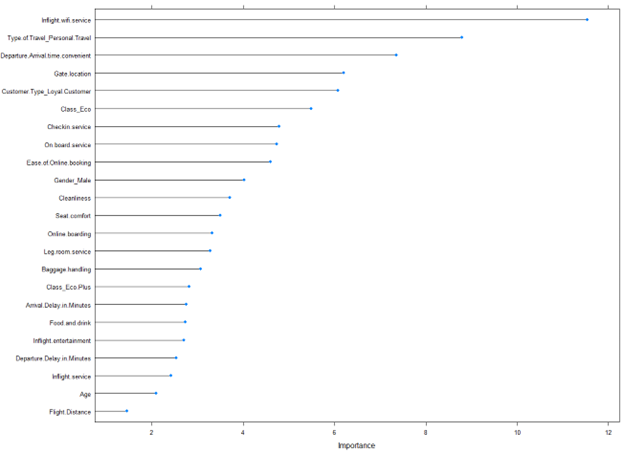 Inflight.wifi.service
Type.of.Travel_Personal.Travel
Departure.Arrival.time.convenient
Gate.location
Customer.Type_Loyal.Customer
Class_Eco
Checkin.service
On.board.service
Ease.of.Online.booking
Gender_Male
Cleanliness
Seat.comfort
Online.boarding
Leg.room.service
Baggage.handling
Class_Eco.Plus
Arrival.Delay.in.Minutes
Food.and.drink
Inflight.entertainment
Departure.Delay.in.Minutes
Inflight.service
Age
Flight.Distance
2 4 6 8 10 12
Importance